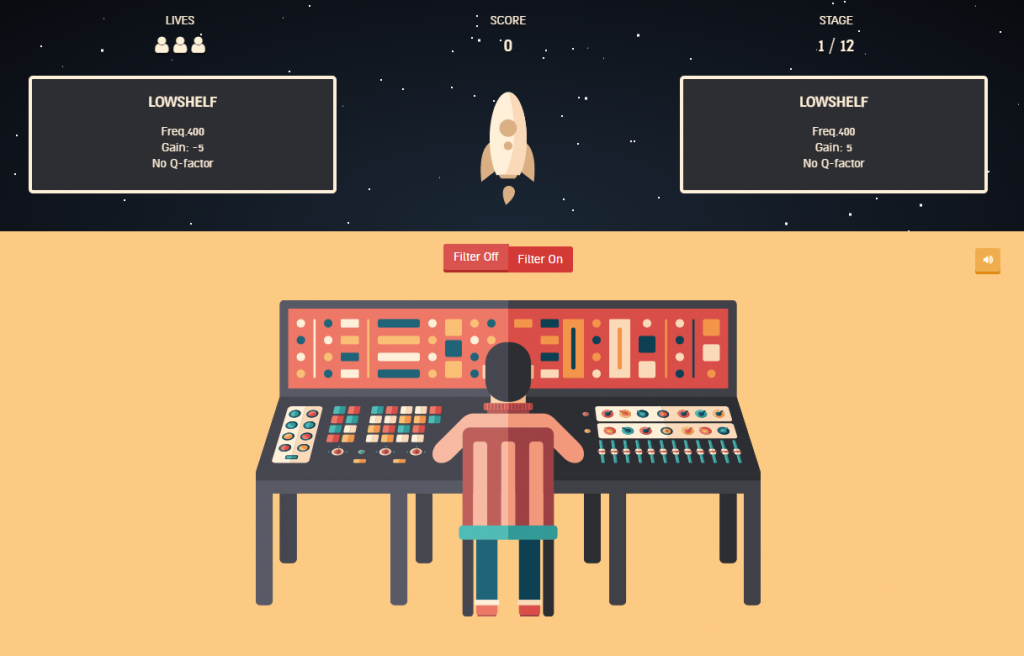 LIVES
SCORE
0
STAGE
1 / 12
LOWSHELF
Freq.400
Gain: -5
No Q-factor
LOWSHELF
Freq.400
Gain: 5
No Q-factor
Filter Off
Filter On